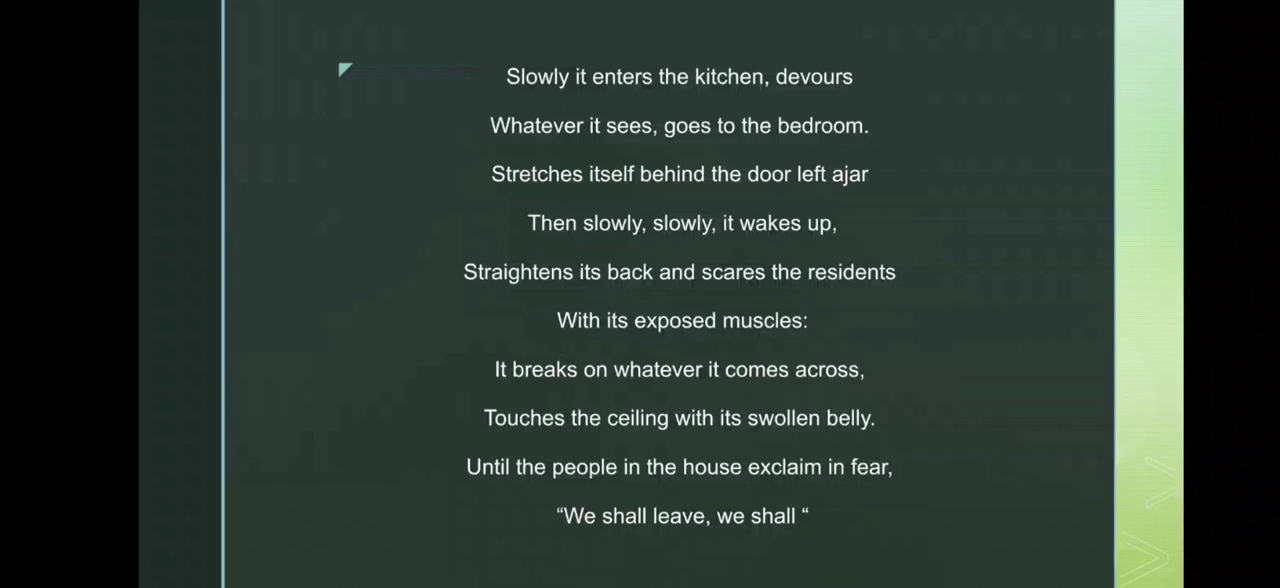 Slowly it enters the kitchen, devours
Whatever it sees, goes to the bedroom.
Stretches itself behind the door left ajar
Then slowly, slowly, it wakes up,
Straightens its back and scares the residents
With its exposed muscles:
It breaks on whatever it comes across,
Touches the ceiling with its swollen belly.
Until the people in the house exclaim in fear,
“We shall leave, we shall “